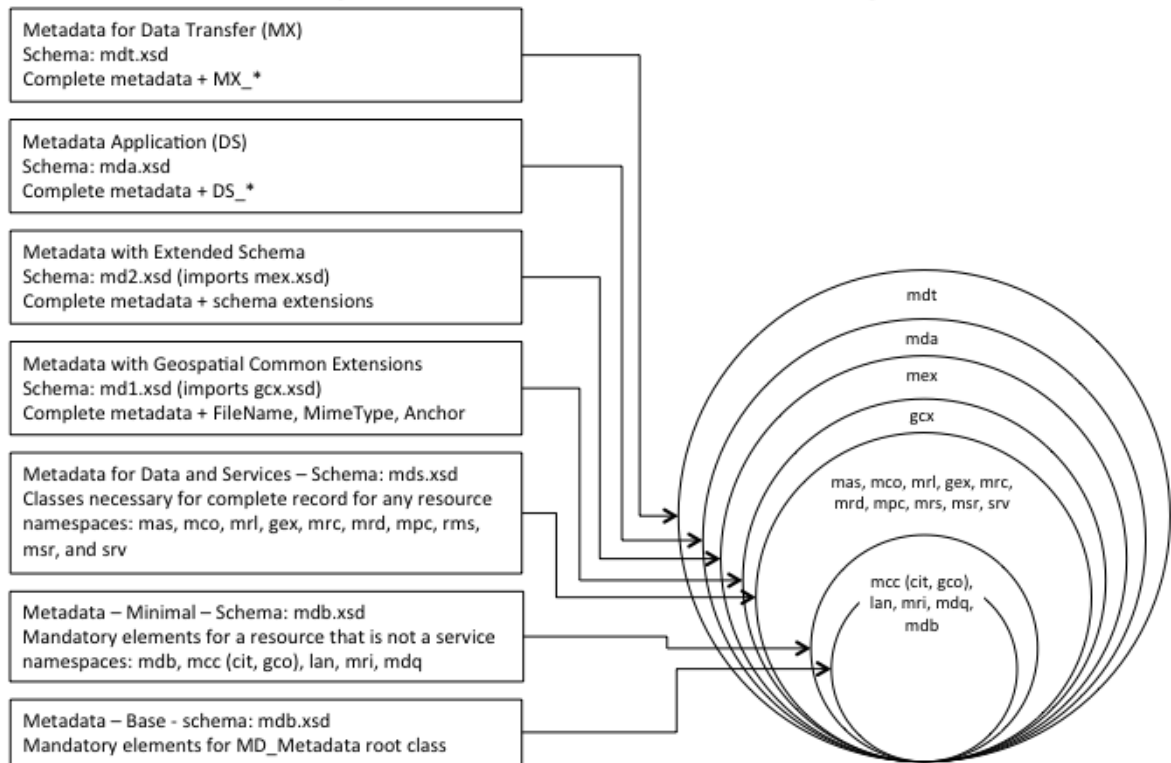 Metadata for Data Transfer (MX)
Schema: mdt.xsd
Complete metadata + MX_*
Metadata Application (DS)
Schema: mda.xsd
Complete metadata + DS_*
Metadata with Extended Schema
Schema: md2.xsd (imports mex.xsd)
Complete metadata + schema extensions
Metadata with Geospatial Common Extensions
Schema: md1.xsd (imports gcx.xsd)
Complete metadata + FileName, MimeType, Anchor
Metadata for Data and Services – Schema: mds.xsd
Classes necessary for complete record for any resource
namespaces: mas, mco, mrl, gex, mrc, mrd, mpc, rms,
msr, and srv
Metadata – Minimal – Schema: mdb.xsd
Mandatory elements for a resource that is not a service
namespaces: mdb, mcc (cit, gco), lan, mri, mdq
Metadata – Base - schema: mdb.xsd
Mandatory elements for MD_Metadata root class
mdt
mda
mex
gcx
mas, mco, mrl, gex, mrc,
mrd, mpc, mrs, msr, srv
mcc (cit, gco),
lan, mri, mdq,
mdb